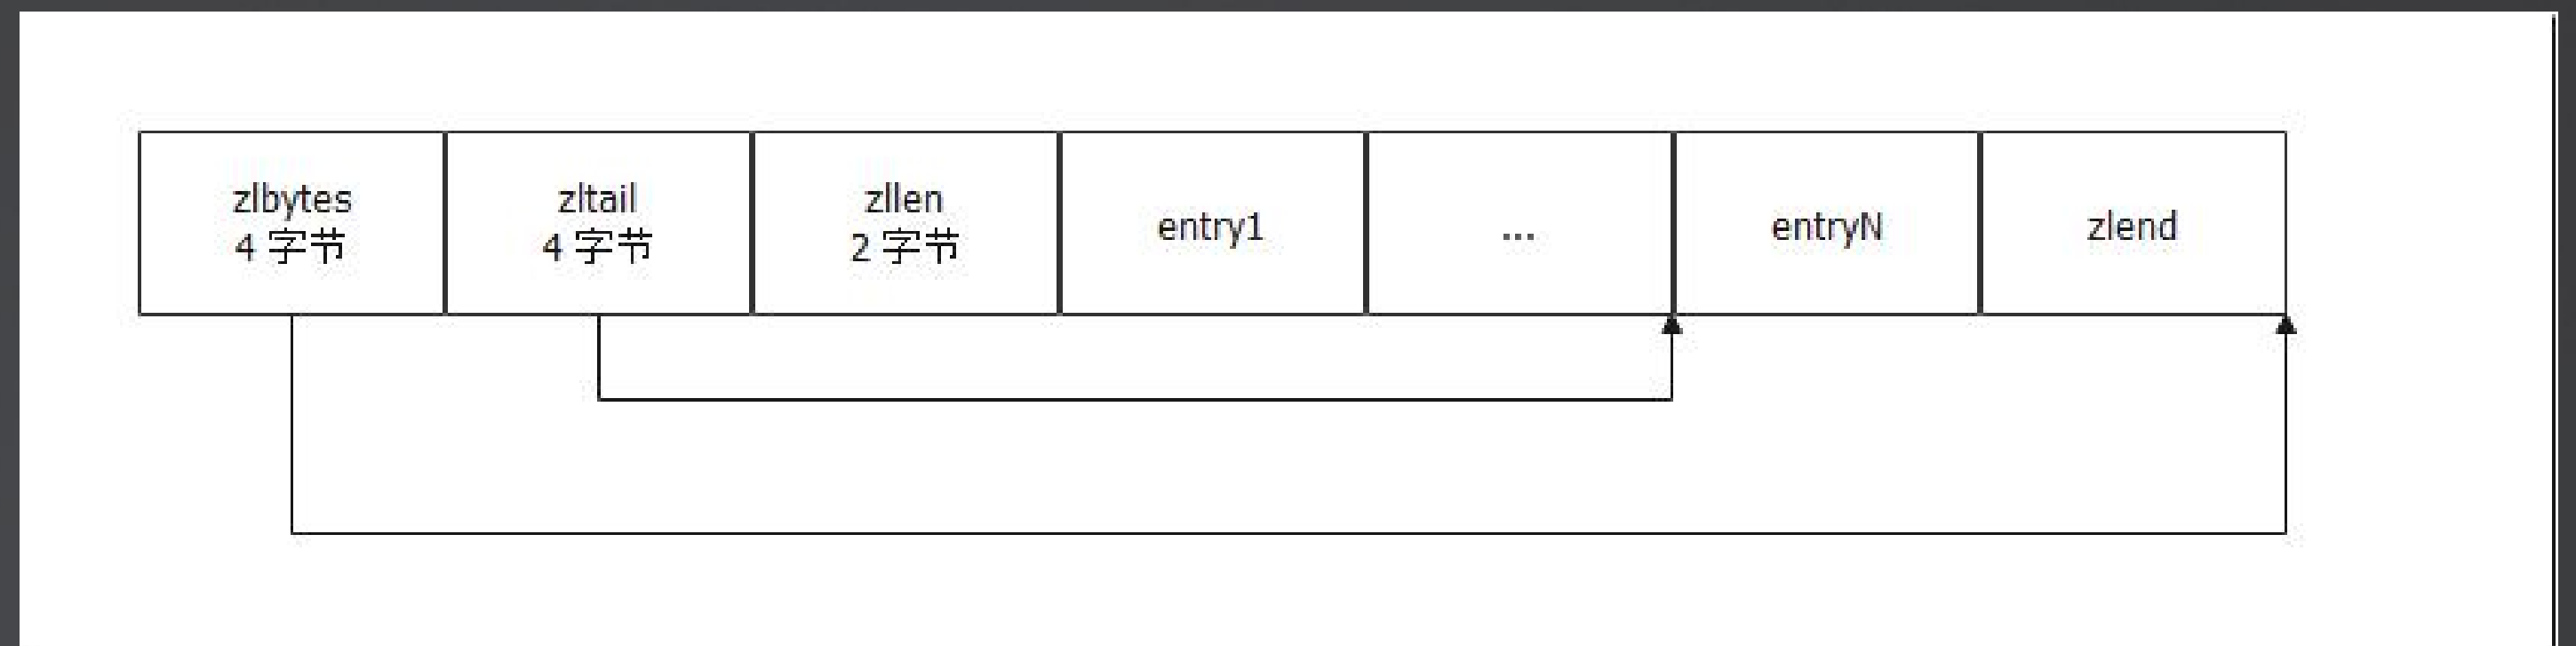 zlbytes
4 字节
zltail
4 字节
zllen
2 字节
entry1
...
entryN
zlend